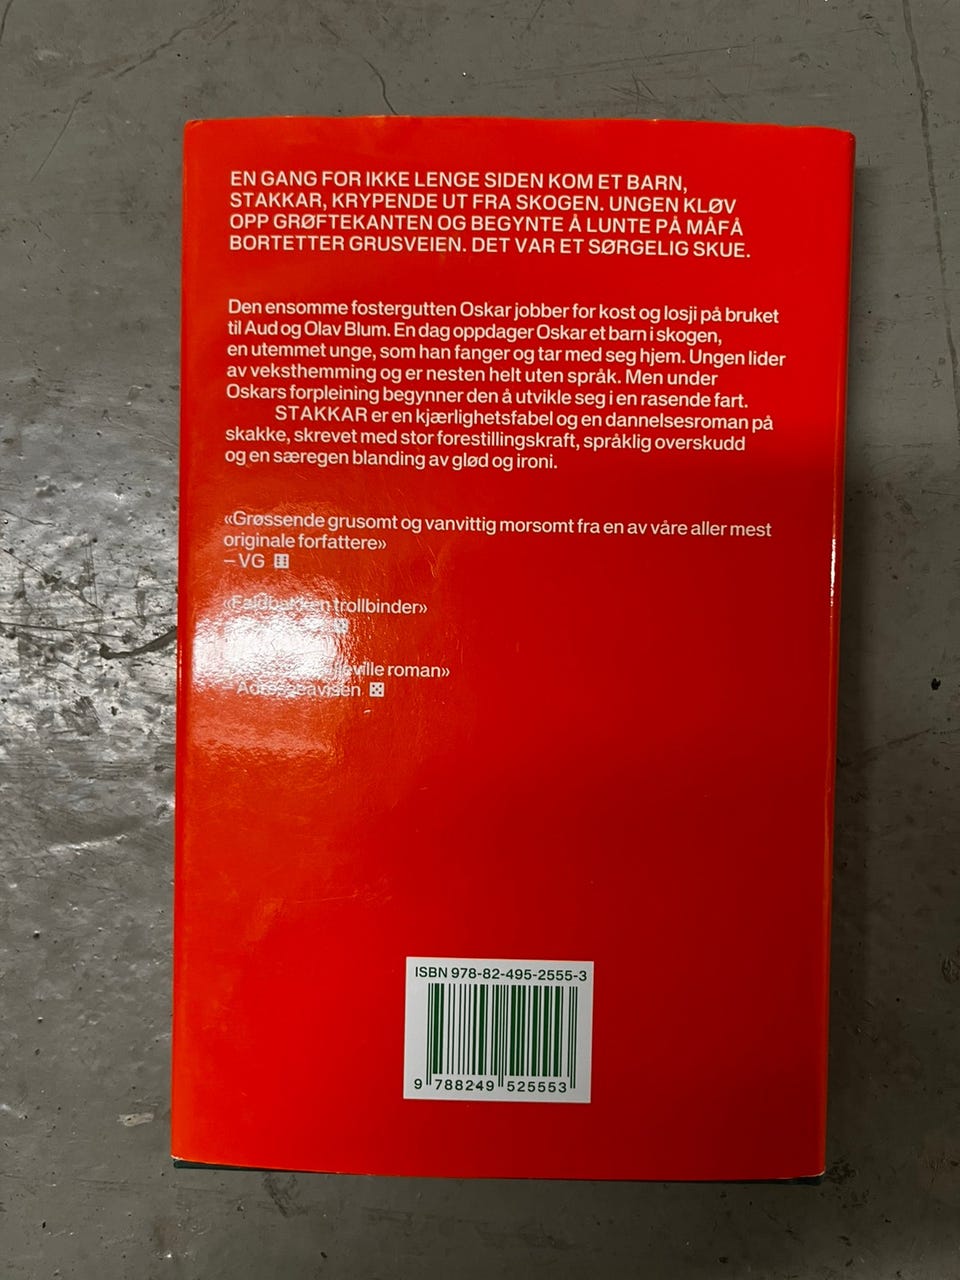 EN GANG FOR IKKE LENGE SIDEN KOM ET BARN,
STAKKAR, KRYPENDE UT FRA SKOGEN. UNGEN KLØV
OPP GRØFTEKANTEN OG BEGYNTE Å LUNTE PÅ MÅFÅ
BORTETTER GRUSVEIEN. DET VAR ET SØRGELIG SKUE.
Den ensomme fostergutten Oskar jobber for kost og losji på bruket
til Aud og Olav Blum. En dag oppdager Oskar et barn i skogen,
en utemmet unge, som han fanger og tar med seg hjem. Ungen lider
av veksthemming og er nesten helt uten språk. Men under
Oskars forpleining begynner den å utvikle seg i en rasende fart.
STAKKAR er en kjærlighetsfabel og en dannelsesroman på
skakke, skrevet med stor forestillingskraft, språklig overskudd
og en særegen blanding av glød og ironi.
«Grøssende grusomt og vanvittig morsomt fra en av våre aller mest
originale forfattere»
– VG
«Faldbakken trollbinder»
roman»
Adresseavisen
ISBN 978-82-495-2555-3
9 788249 525553